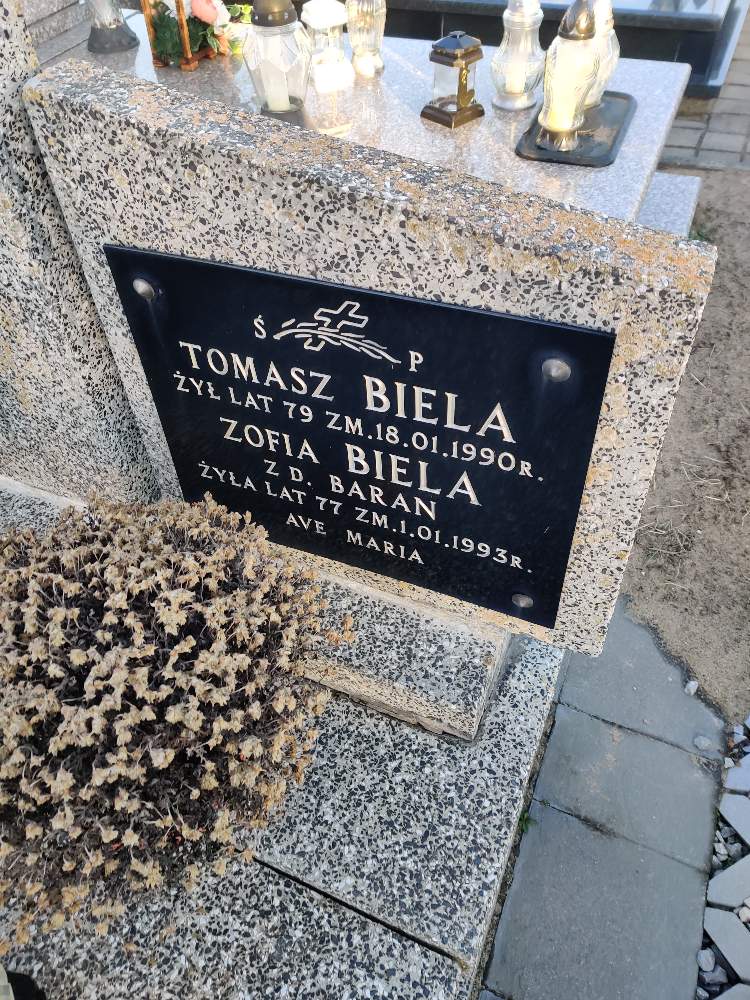 Ś P
TOMASZ BIELA
ŻYŁ LAT 79 ZM.18.01.1990R.
ZOFIA BIELA
Z D. BARAN
ŻYŁA LAT 77 ZM.1.01.1993R.
AVE MARIA